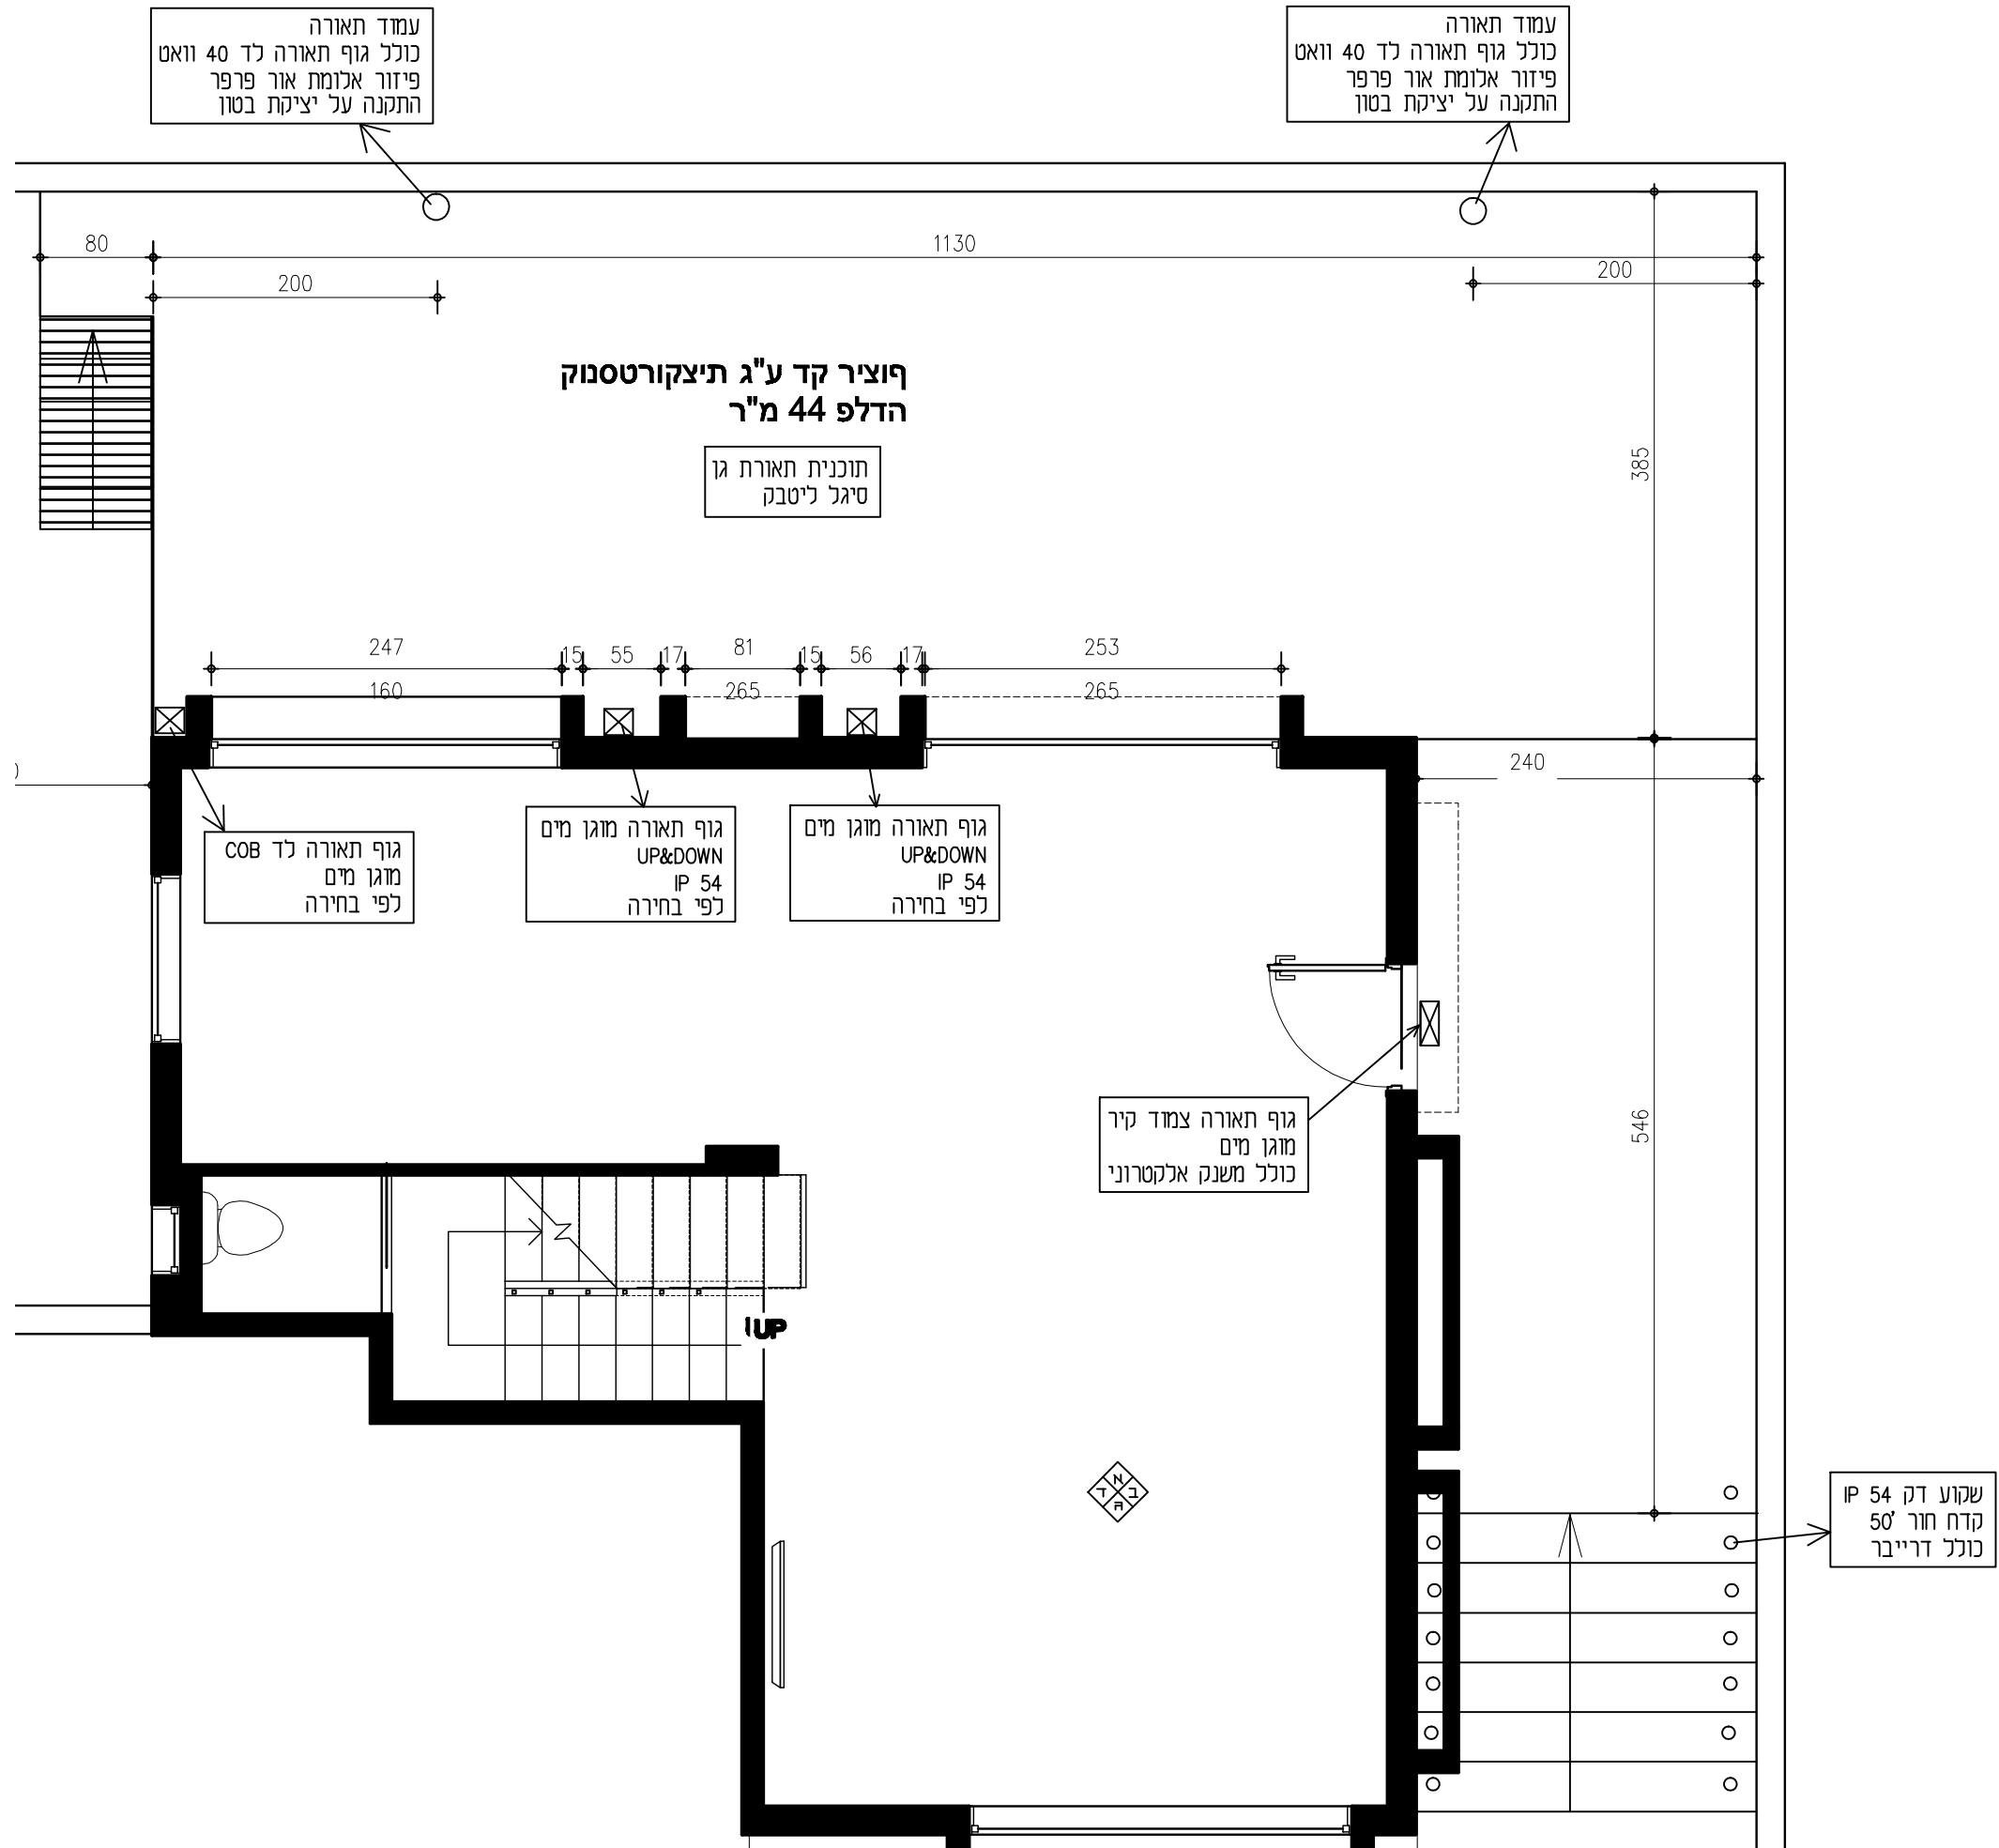 עמוד תאורה
כולל גוף תאורה לד 40 וואט
פיזור אלומת אור פרפר
התקנה על יציקת בטון
עמוד תאורה
כולל גוף תאורה לד 40 וואט
פיזור אלומת אור פרפר
התקנה על יציקת בטון
80
1130
200
200
ףוציר קד ע"ג תיצקורטסנוק
הדלפ 44 מ"ר
תוכנית תאורת גן
סיגל ליטבק
385
247
15
55
17
81
15
56
17
253
160
265
265
240
גוף תאורה לד COB
מוגן מים
לפי בחירה
גוף תאורה מוגן מים
UP&DOWN
IP 54
לפי בחירה
גוף תאורה מוגן מים
UP&DOWN
IP 54
לפי בחירה
גוף תאורה צמוד קיר
מוגן מים
כולל משנק אלקטרוני
546
UP
א
ב
ד
שקוע דק IP 54
קדח חור 50'
כולל דרייבר